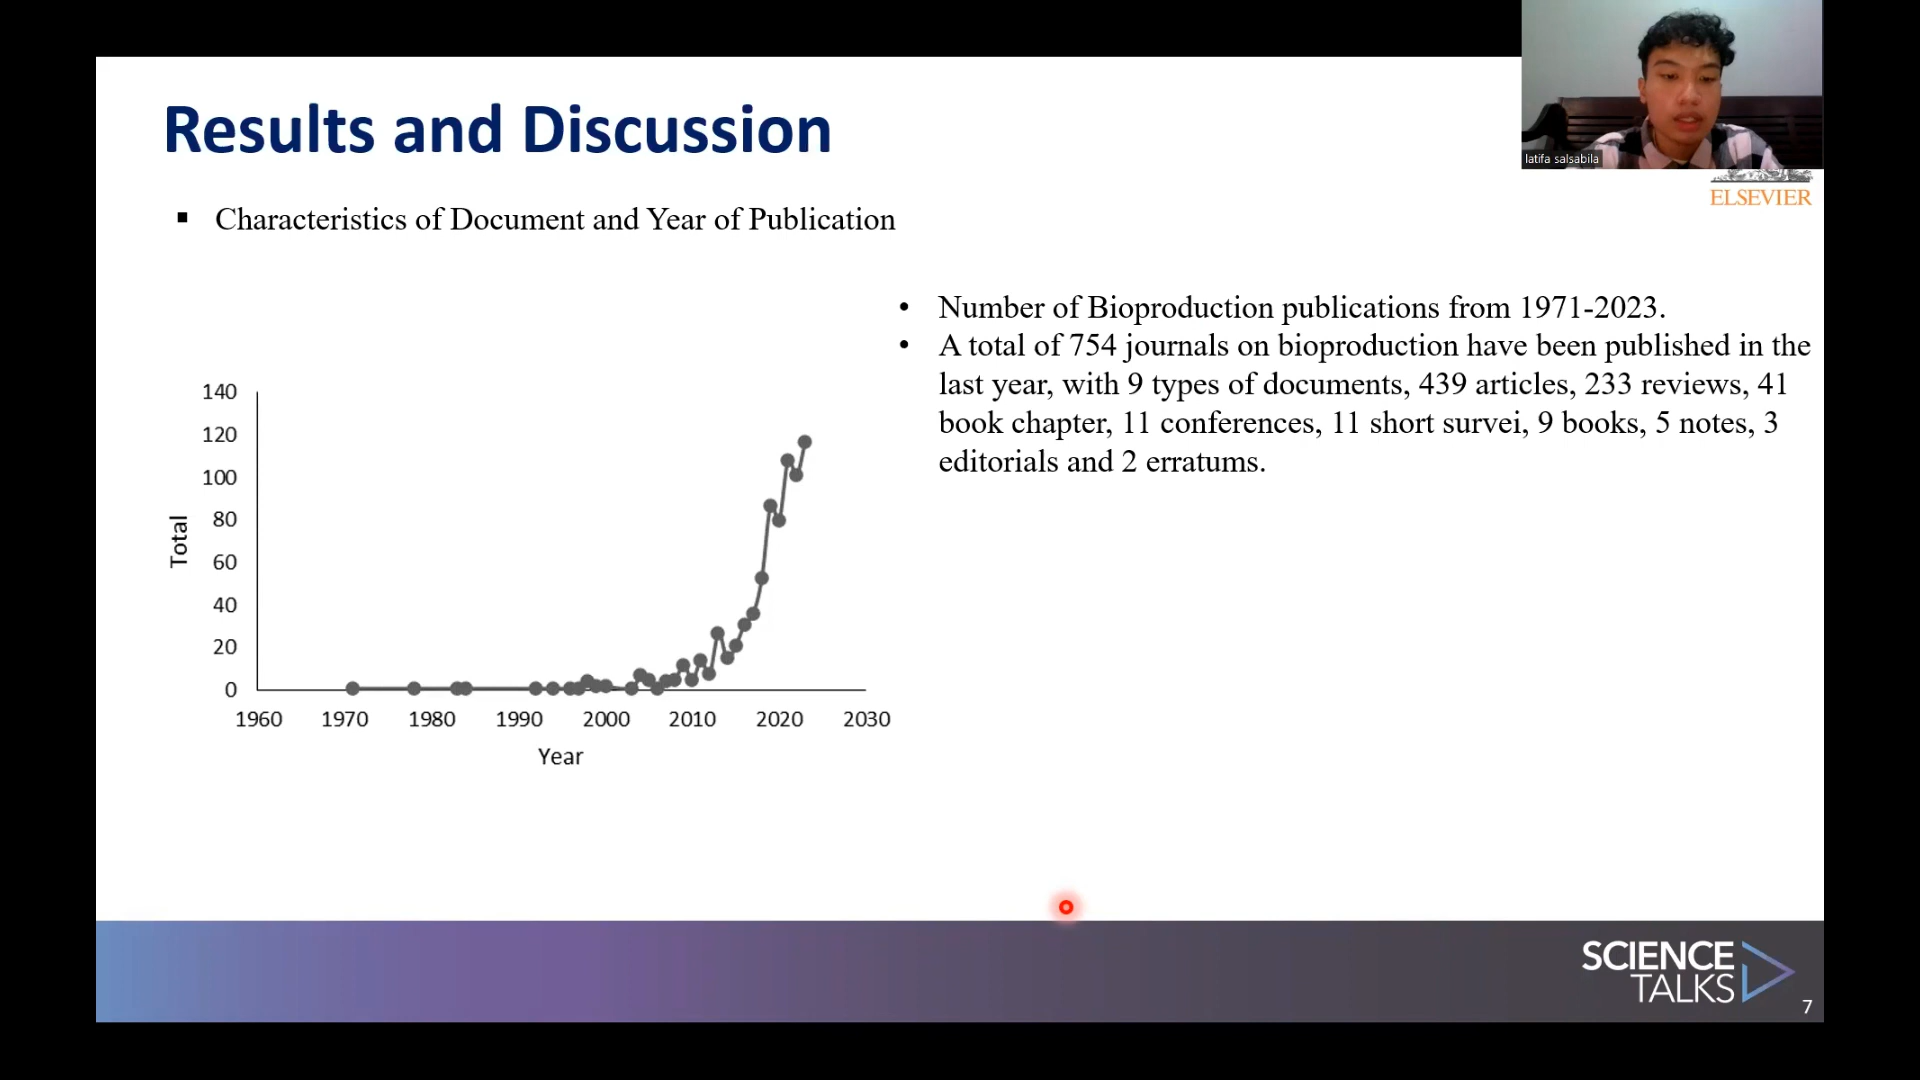 Results and Discussion
latifa salsabila
ELSEVIER
▪ Characteristics of Document and Year of Publication
• Number of Bioproduction publications from 1971-2023.
• A total of 754 journals on bioproduction have been published in the
last year, with 9 types of documents, 439 articles, 233 reviews, 41
book chapter, 11 conferences, 11 short survei, 9 books, 5 notes, 3
editorials and 2 erratums.
140
120
100
80
60
40
20
0
Total
1960 1970 1980 1990 2000 2010 2020 2030
Year
SCIENCE
TALKS
7